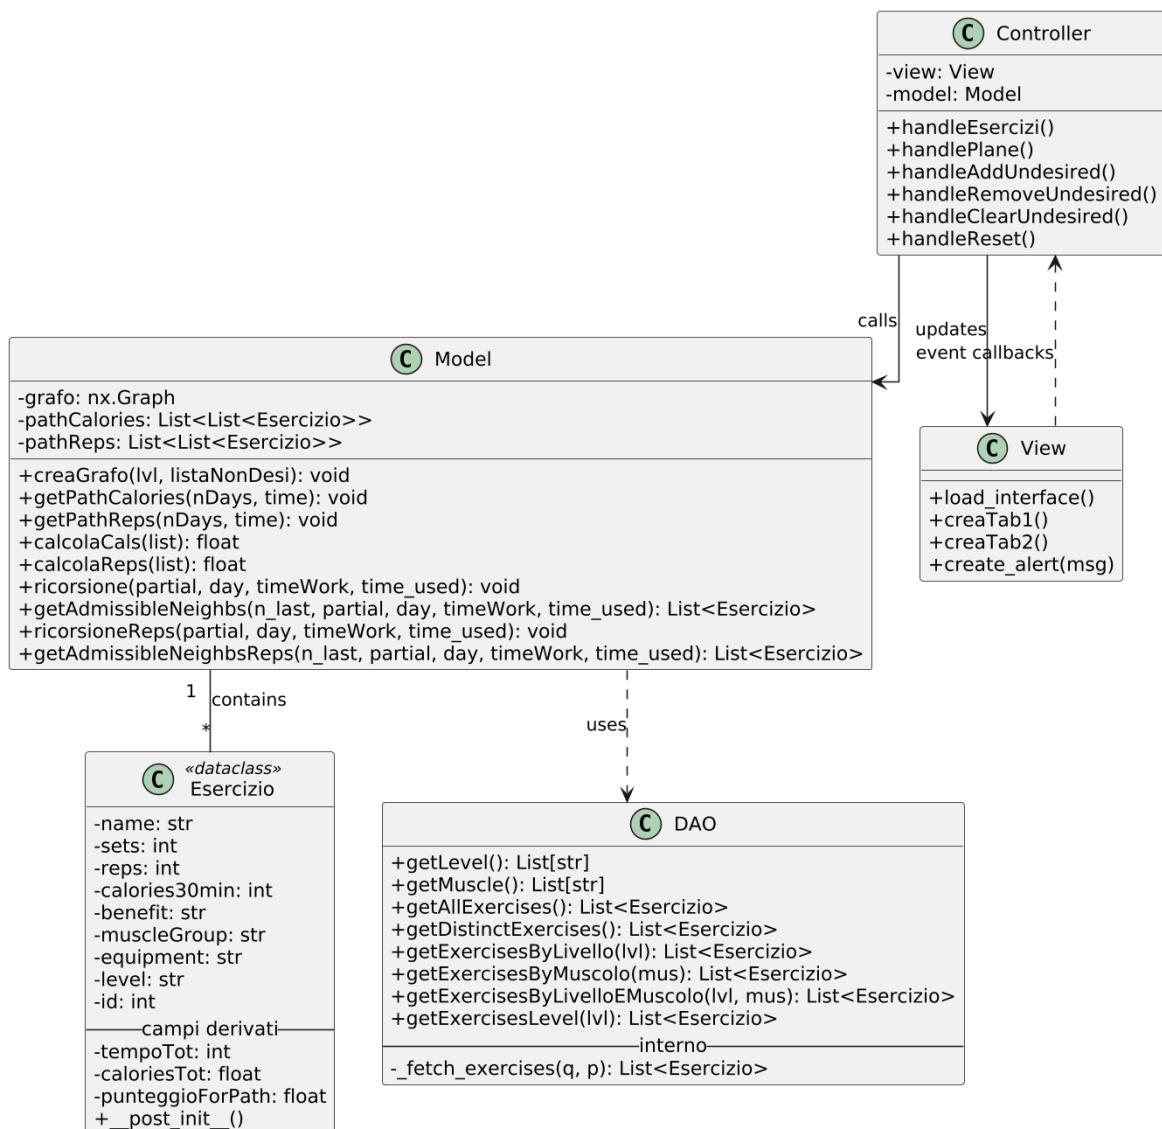 C Controller
-view: View
-model: Model
+handleEsercizi()
+handlePlane()
+handleAddUndesired()
+handleRemoveUndesired()
+handleClearUndesired()
+handleReset()
calls
updates
event callbacks
C Model
-grafo: nx.Graph
-pathCalories: List<List<Esercizio>>
-pathReps: List<List<Esercizio>>
+creaGrafo(lvl, listaNonDesi): void
+getPathCalories(nDays, time): void
+getPathReps(nDays, time): void
+calcolaCals(list): float
+calcolaReps(list): float
+ricorsione(partial, day, timeWork, time_used): void
+getAdmissibleNeighbs(n_last, partial, day, timeWork, time_used): List<Esercizio>
+ricorsioneReps(partial, day, timeWork, time_used): void
+getAdmissibleNeighbsReps(n_last, partial, day, timeWork, time_used): List<Esercizio>
C View
+load_interface()
+creaTab1()
+creaTab2()
+create_alert(msg)
1
contains
*
uses
«dataclass»
C Esercizio
-name: str
-sets: int
-reps: int
-calories30min: int
-benefit: str
-muscleGroup: str
-equipment: str
-level: str
-id: int
campi derivati
-tempoTot: int
-caloriesTot: float
-punteggioForPath: float
+__post_init__()
C DAO
+getLevel(): List[str]
+getMuscle(): List[str]
+getAllExercises(): List<Esercizio>
+getDistinctExercises(): List<Esercizio>
+getExercisesByLivello(lvl): List<Esercizio>
+getExercisesByMuscolo(mus): List<Esercizio>
+getExercisesByLivelloEMuscolo(lvl, mus): List<Esercizio>
+getExercisesLevel(lvl): List<Esercizio>
interno
-_fetch_exercises(q, p): List<Esercizio>